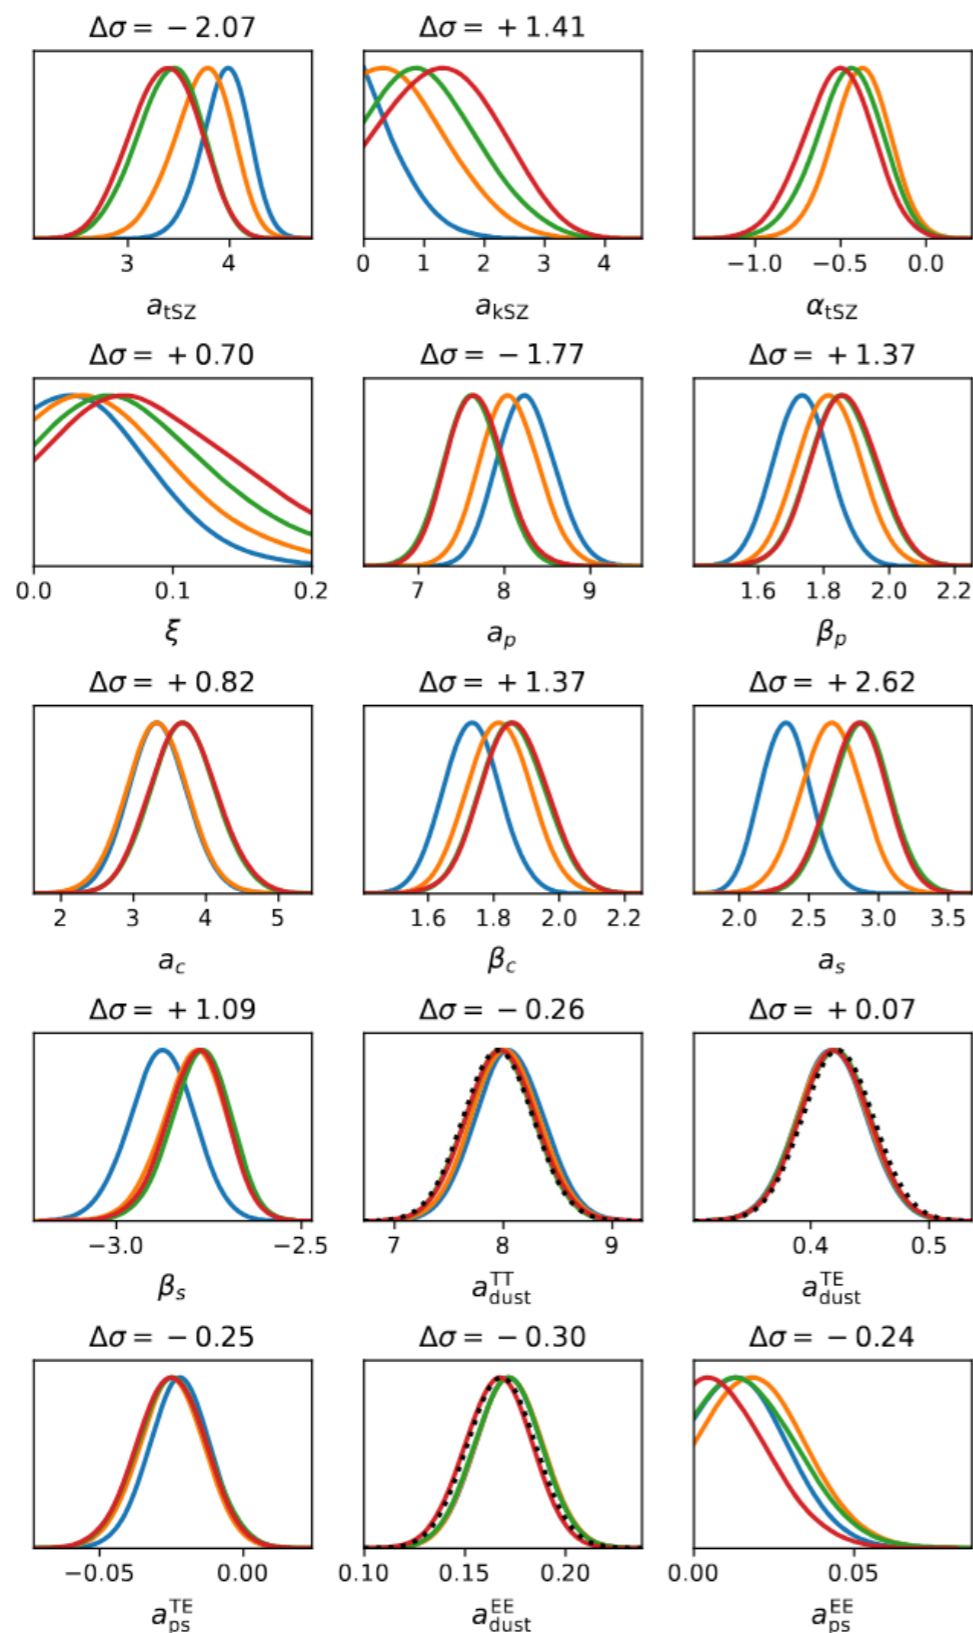 Δσ = − 2.07 Δσ = + 1.41
3 4 0 1 2 3 4 −1.0 −0.5 0.0
a_tSZ a_kSZ α_tSZ
Δσ = + 0.70 Δσ = − 1.77 Δσ = + 1.37
0.0 0.1 0.2 7 8 9 1.6 1.8 2.0 2.2
ξ a_p β_p
Δσ = + 0.82 Δσ = + 1.37 Δσ = + 2.62
2 3 4 5 1.6 1.8 2.0 2.2 2.0 2.5 3.0 3.5
a_c β_c a_s
Δσ = + 1.09 Δσ = − 0.26 Δσ = + 0.07
−3.0 −2.5 7 8 9 0.4 0.5
β_s a_dust^TT a_dust^TE
Δσ = − 0.25 Δσ = − 0.30 Δσ = − 0.24
−0.05 0.00 0.10 0.15 0.20 0.00 0.05
a_ps^TE a_dust^EE a_ps^EE